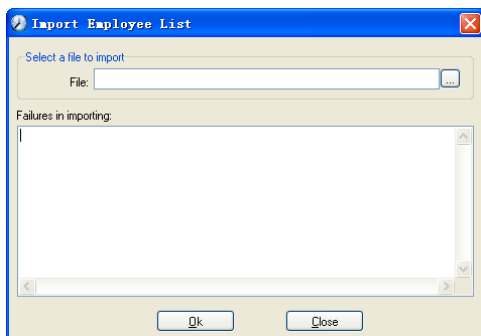 Import Employee List
Select a file to import
File:
...
Failures in importing:
Ok
Close